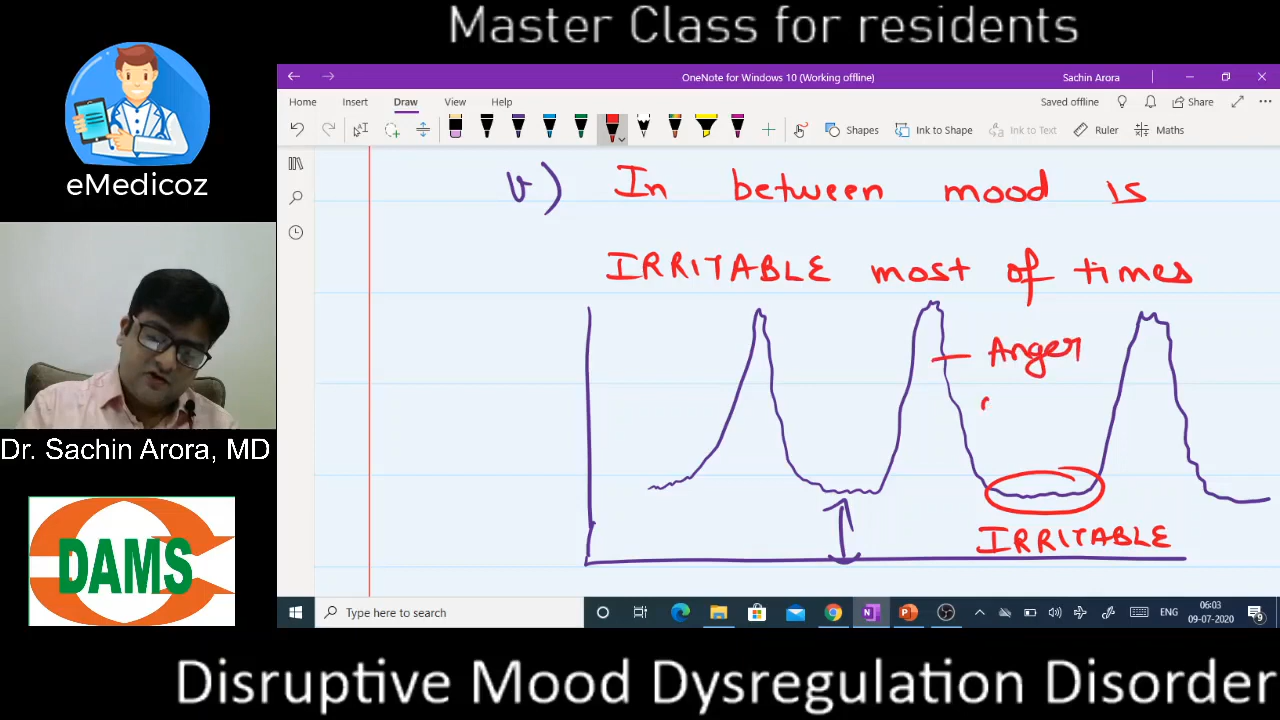 Master Class for residents
eMedicoz
OneNote for Windows 10 (Working offline)
Sachin Arora
Home Insert Draw View Help
Saved offline
Share
Shapes
Ink to Shape
Ink to Text
Ruler
Maths
v) In between mood is
IRRITABLE most of times
Anger
IRRITABLE
Dr. Sachin Arora, MD
DAMS
Type here to search
ENG
06:03
09-07-2020
9
Disruptive Mood Dysregulation Disorder